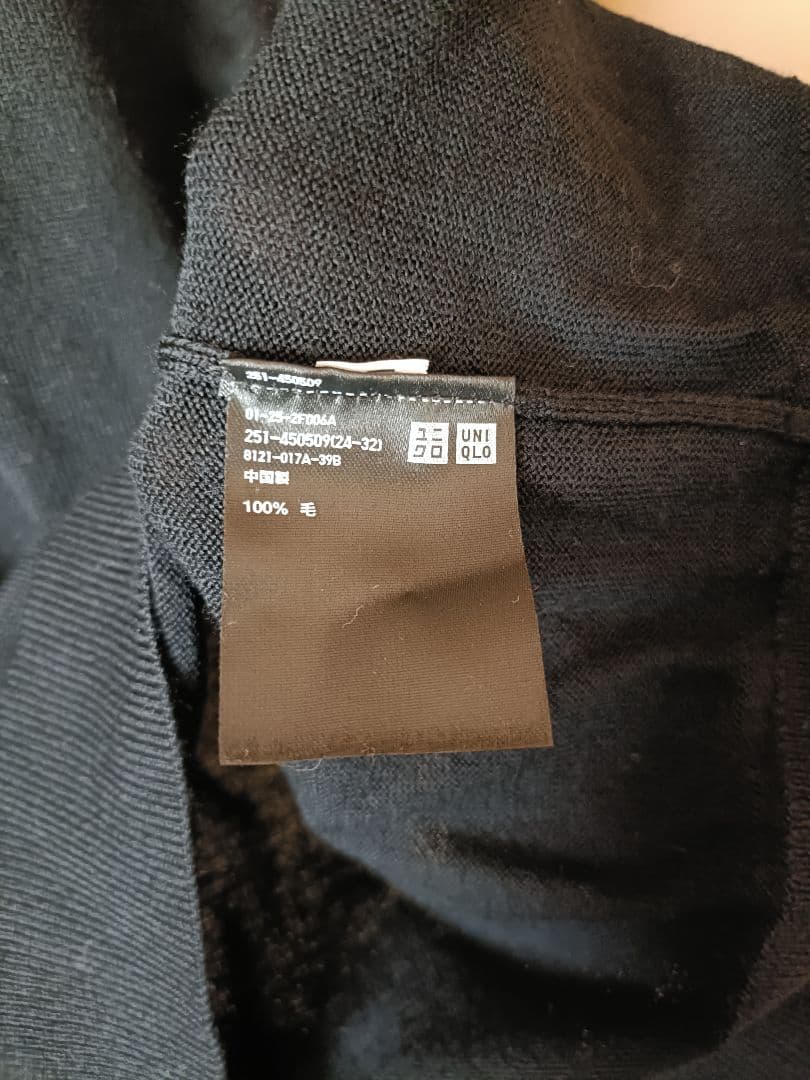 251-450509
01-25-2F006A
251-450509(24-32)
8121-017A-39B
中国製
100% 毛
ユニ
クロ
UNI
QLO